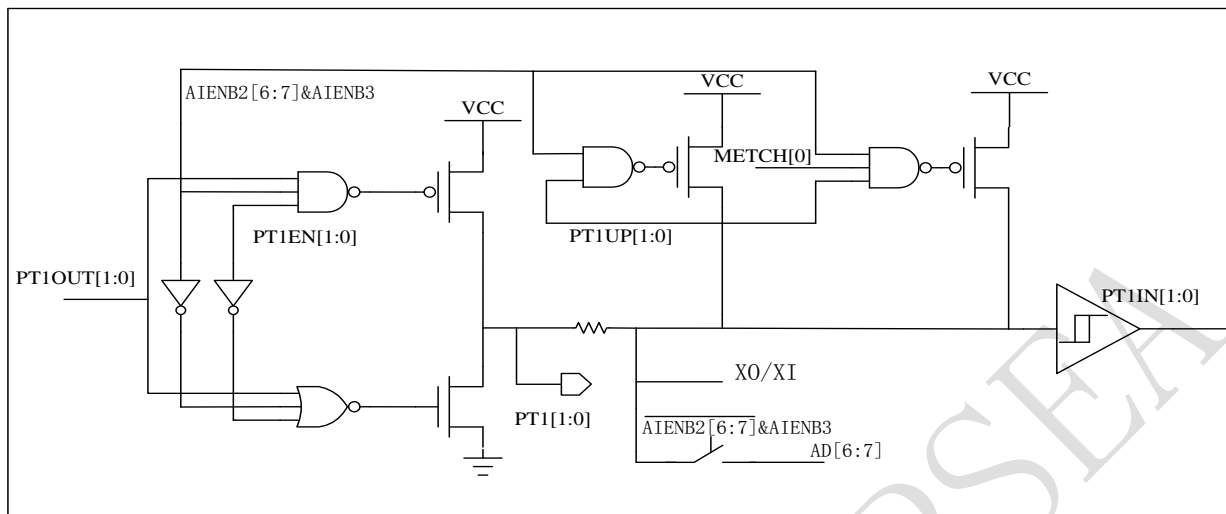 AIENB2[6:7]&AIENB3
VCC
VCC
VCC
METCH[0]
PT1EN[1:0]
PT1UP[1:0]
PT1OUT[1:0]
PT1IN[1:0]
XO/XI
PT1[1:0]
AIENB2[6:7]&AIENB3
AD[6:7]